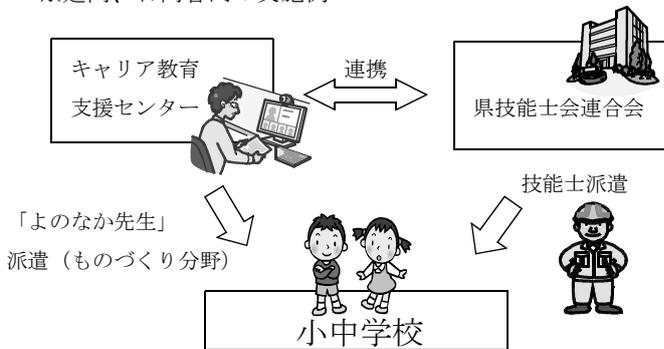 キャリア教育
支援センター
連携
県技能士会連合会
技能士派遣
「よのなか先生」
派遣（ものづくり分野）
小中学校